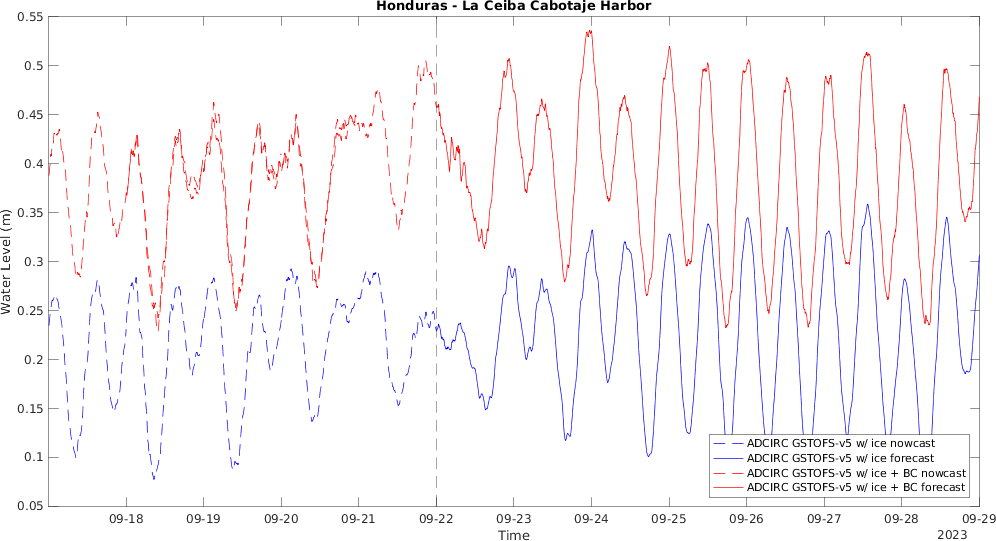 Honduras - La Ceiba Cabotaje Harbor
0.55
0.5
0.45
0.4
0.35
0.3
0.25
0.2
0.15
0.1
0.05
Water Level (m)
ADCIRC GSTOFS-v5 w/ ice nowcast
ADCIRC GSTOFS-v5 w/ ice forecast
ADCIRC GSTOFS-v5 w/ ice + BC nowcast
ADCIRC GSTOFS-v5 w/ ice + BC forecast
09-18 09-19 09-20 09-21 09-22 09-23 09-24 09-25 09-26 09-27 09-28 09-29
Time
2023